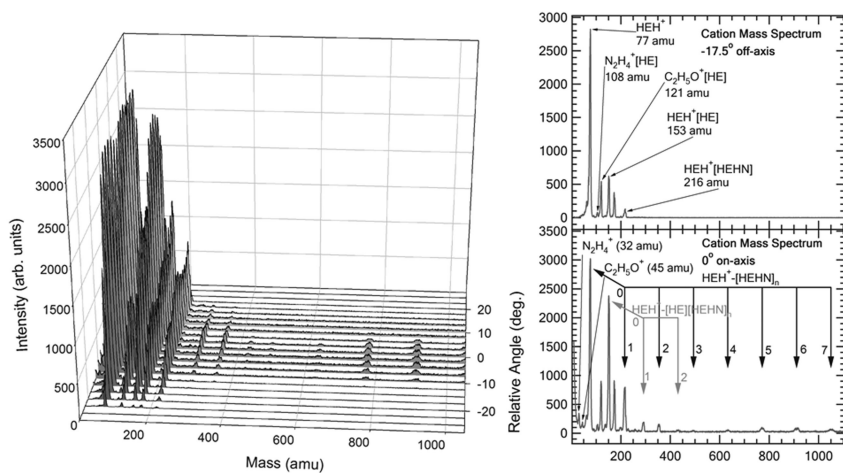 3500
3000
2500
2000
1500
1000
500
0
Intensity (arb. units)
200
400
600
800
1000
Mass (amu)
20
10
0
-10
-20
Relative Angle (deg.)
3000
2500
2000
1500
1000
500
0
HEH⁺
77 amu
Cation Mass Spectrum
-17.5° off-axis
N₂H₄⁺[HE]
108 amu
C₂H₅O⁺[HE]
121 amu
HEH⁺[HE]
153 amu
HEH⁺[HEHN]
216 amu
3500
3000
2500
2000
1500
1000
500
0
N₂H₄⁺ (32 amu)
C₂H₅O⁺ (45 amu)
Cation Mass Spectrum
0° on-axis
HEH⁺-[HEHN]ₙ
0
HEH⁺-[HE][HEHN]ₙ
0
1
2
3
4
5
6
7
1
2
0
200
400
600
800
1000